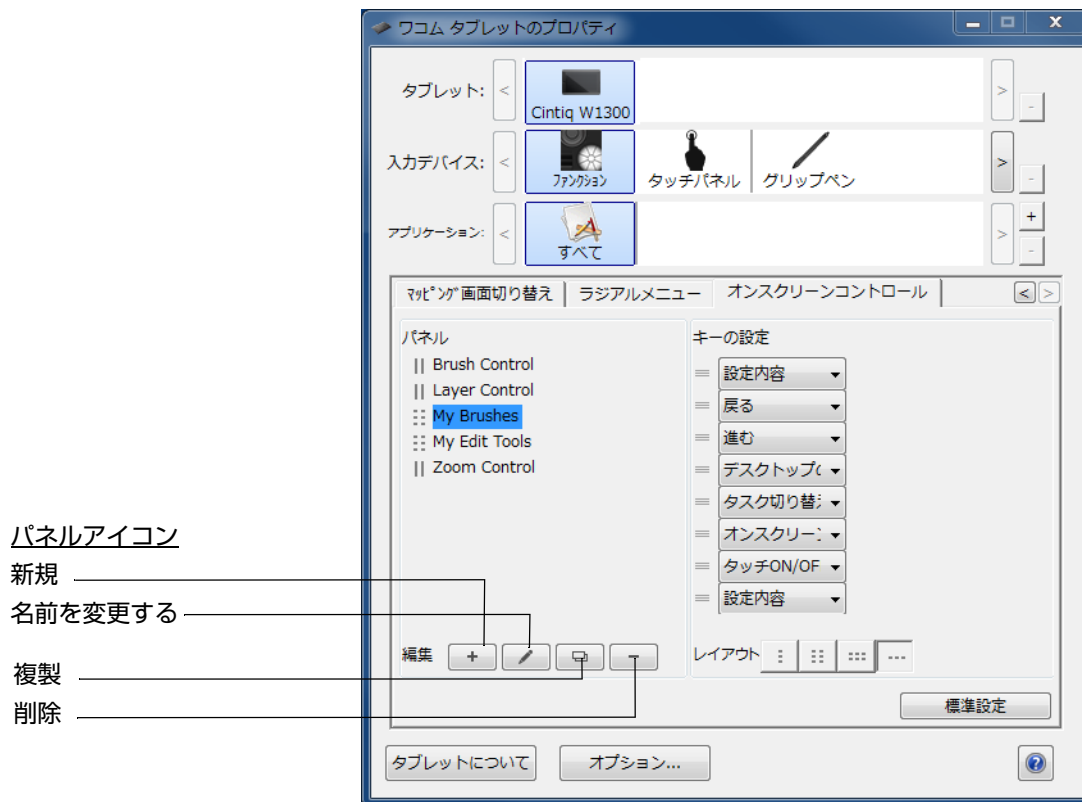 ワコム タブレットのプロパティ
タブレット:
Cintiq W1300
入力デバイス:
ファンクション
タッチパネル
グリップペン
アプリケーション:
すべて
マッピング画面切り替え
ラジアルメニュー
オンスクリーンコントロール
パネル
Brush Control
Layer Control
My Brushes
My Edit Tools
Zoom Control
キーの設定
設定内容
戻る
進む
デスクトップの
タスク切り替え
オンスクリーン
タッチON/OF
設定内容
パネルアイコン
新規
名前を変更する
複製
削除
編集
レイアウト
標準設定
タブレットについて
オプション...